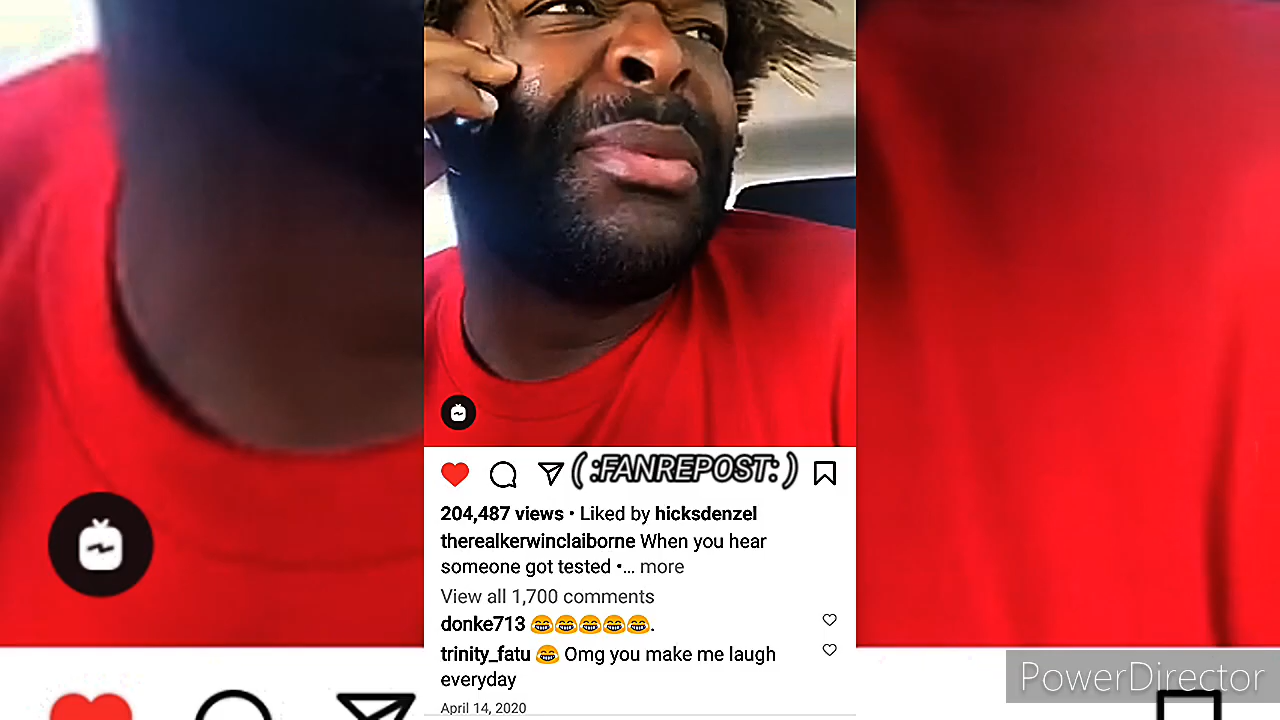 ( :FANREPOST: )
204,487 views • Liked by hicksdenzel
therealkerwinclaiborne When you hear
someone got tested •... more
View all 1,700 comments
donke713 😂😂😂😂😂.
trinity_fatu 😂 Omg you make me laugh
everyday
April 14, 2020
PowerDirector